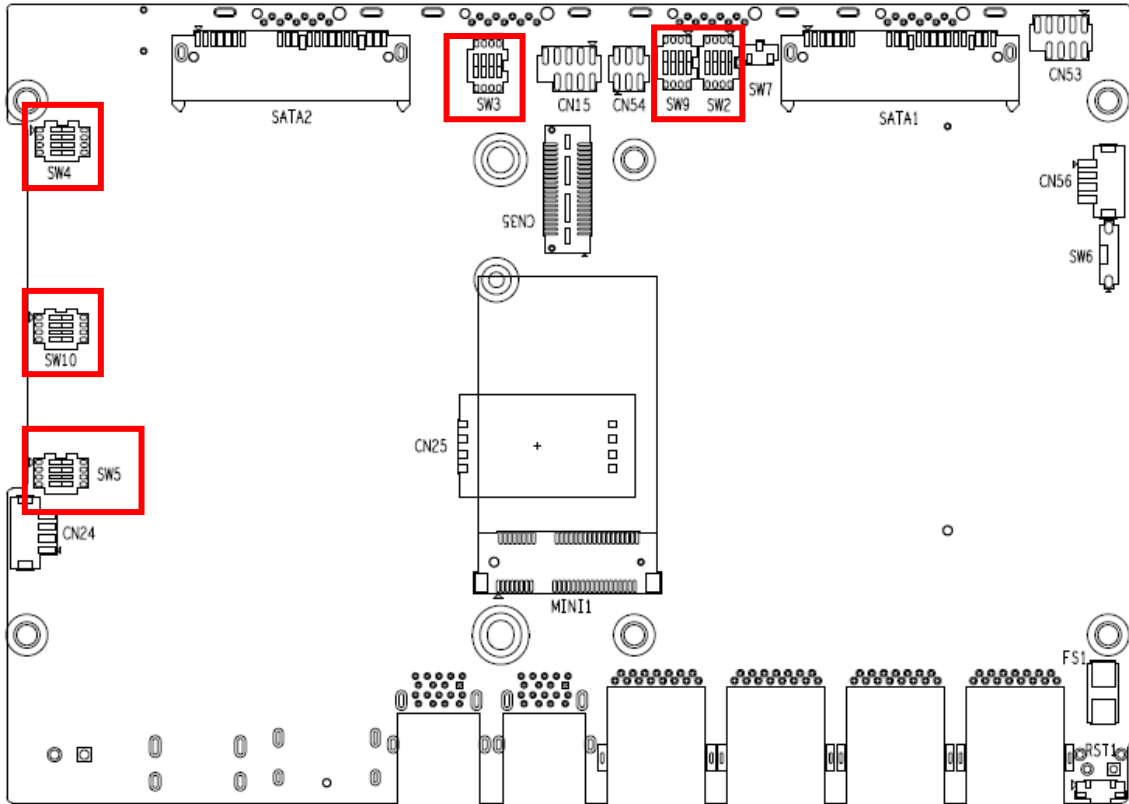 SATA2
SW3
CN15
CN54
SW9
SW2
SW7
SATA1
CN53
SW4
CN35
CN56
SW6
SW10
CN25
SW5
CN24
MINI1
FS1
RST1